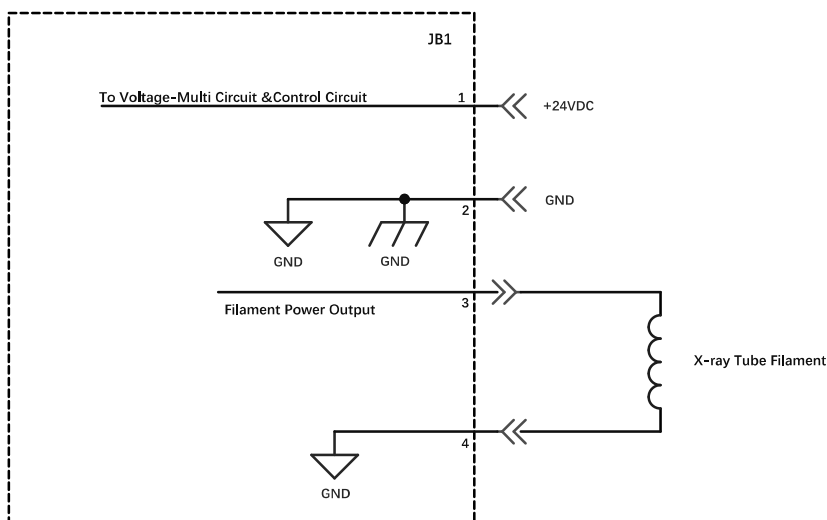 JB1
To Voltage-Multi Circuit &Control Circuit
1
+24VDC
2
GND
GND
GND
3
Filament Power Output
X-ray Tube Filament
4
GND